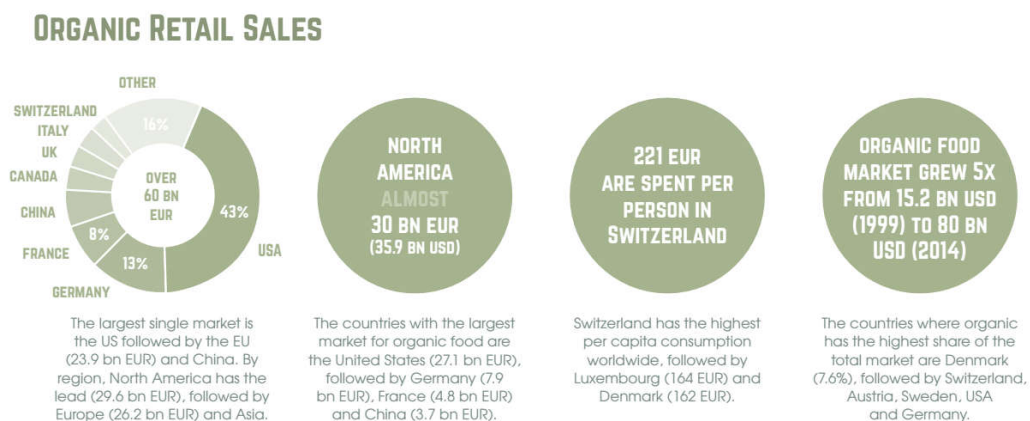 ORGANIC RETAIL SALES
OTHER
SWITZERLAND
ITALY
UK
CANADA
CHINA
FRANCE
GERMANY
USA
16%
43%
13%
8%
OVER
60 BN
EUR
The largest single market is
the US followed by the EU
(23.9 bn EUR) and China. By
region, North America has the
lead (29.6 bn EUR), followed by
Europe (26.2 bn EUR) and Asia.
NORTH
AMERICA
ALMOST
30 BN EUR
(35.9 BN USD)
The countries with the largest
market for organic food are
the United States (27.1 bn EUR),
followed by Germany (7.9
bn EUR), France (4.8 bn EUR)
and China (3.7 bn EUR).
221 EUR
ARE SPENT PER
PERSON IN
SWITZERLAND
Switzerland has the highest
per capita consumption
worldwide, followed by
Luxembourg (164 EUR) and
Denmark (162 EUR).
ORGANIC FOOD
MARKET GREW 5X
FROM 15.2 BN USD
(1999) TO 80 BN
USD (2014)
The countries where organic
has the highest share of the
total market are Denmark
(7.6%), followed by Switzerland,
Austria, Sweden, USA
and Germany.